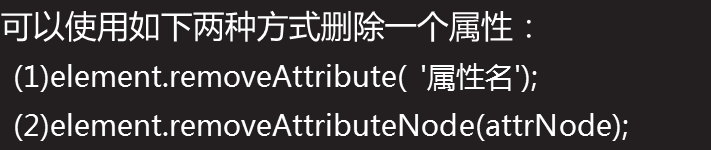 可以使用如下两种方式删除一个属性：
(1)element.removeAttribute( '属性名');
(2)element.removeAttributeNode(attrNode);